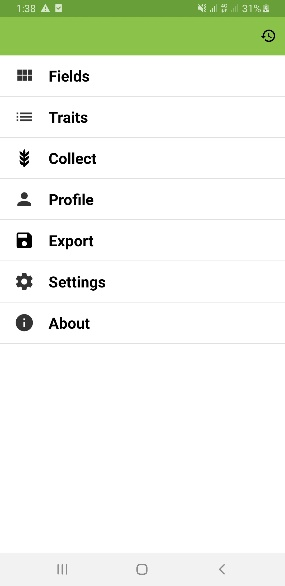 1:38
31%
Fields
Traits
Collect
Profile
Export
Settings
About